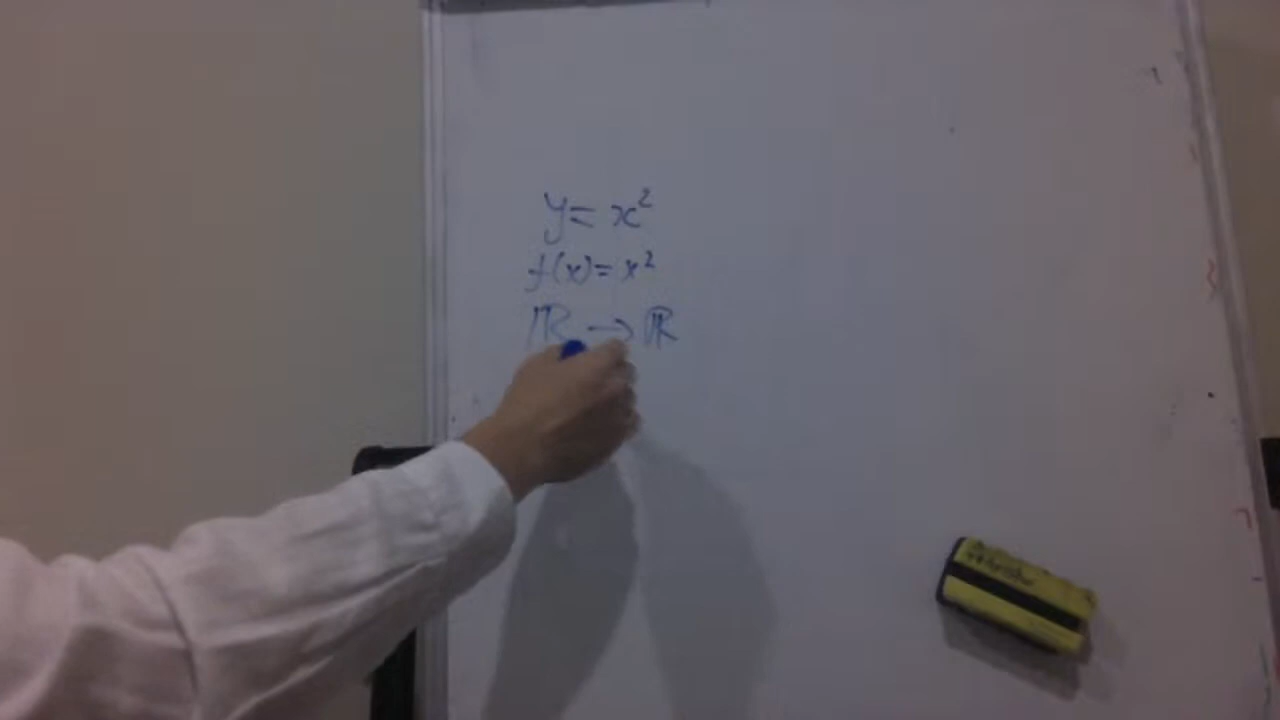 y = x²
f(x) = x²
ℝ → ℝ